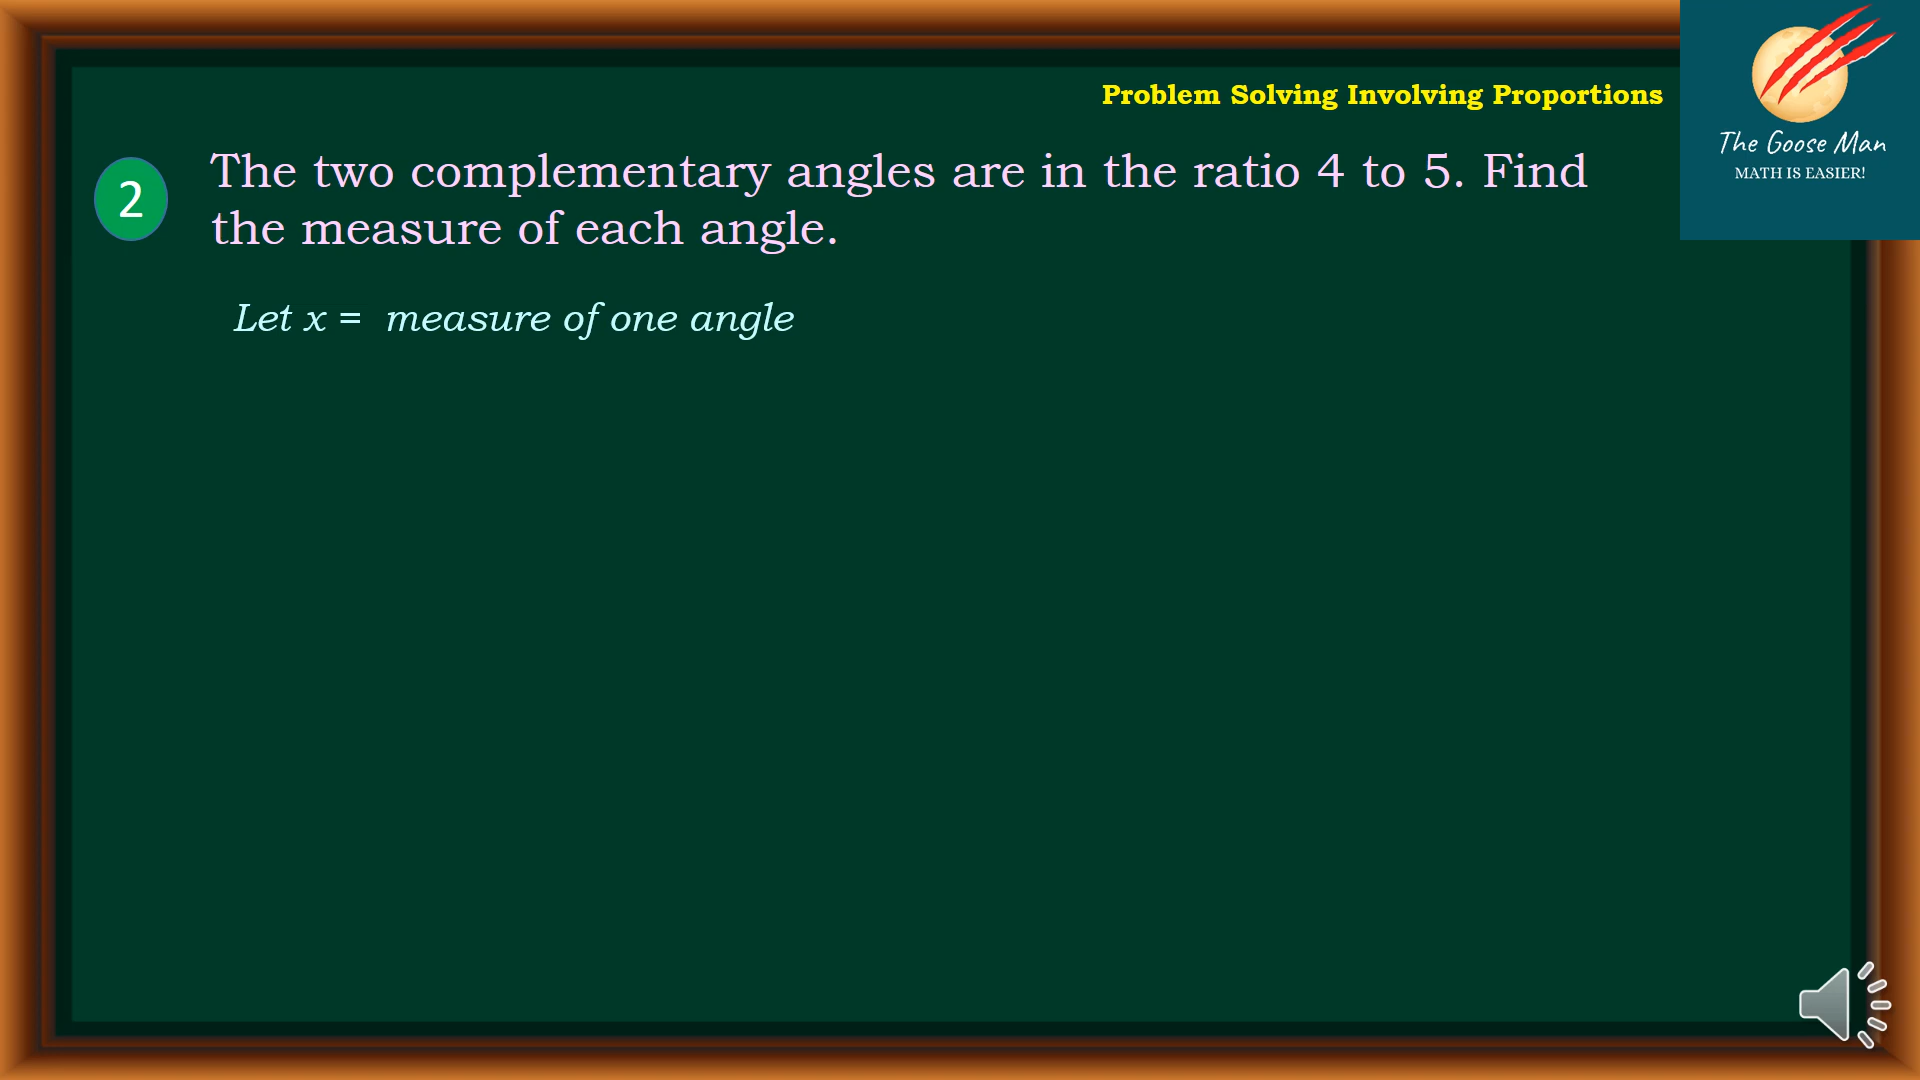 Problem Solving Involving Proportions
The Goose Man
MATH IS EASIER!
2
The two complementary angles are in the ratio 4 to 5. Find
the measure of each angle.
Let x = measure of one angle